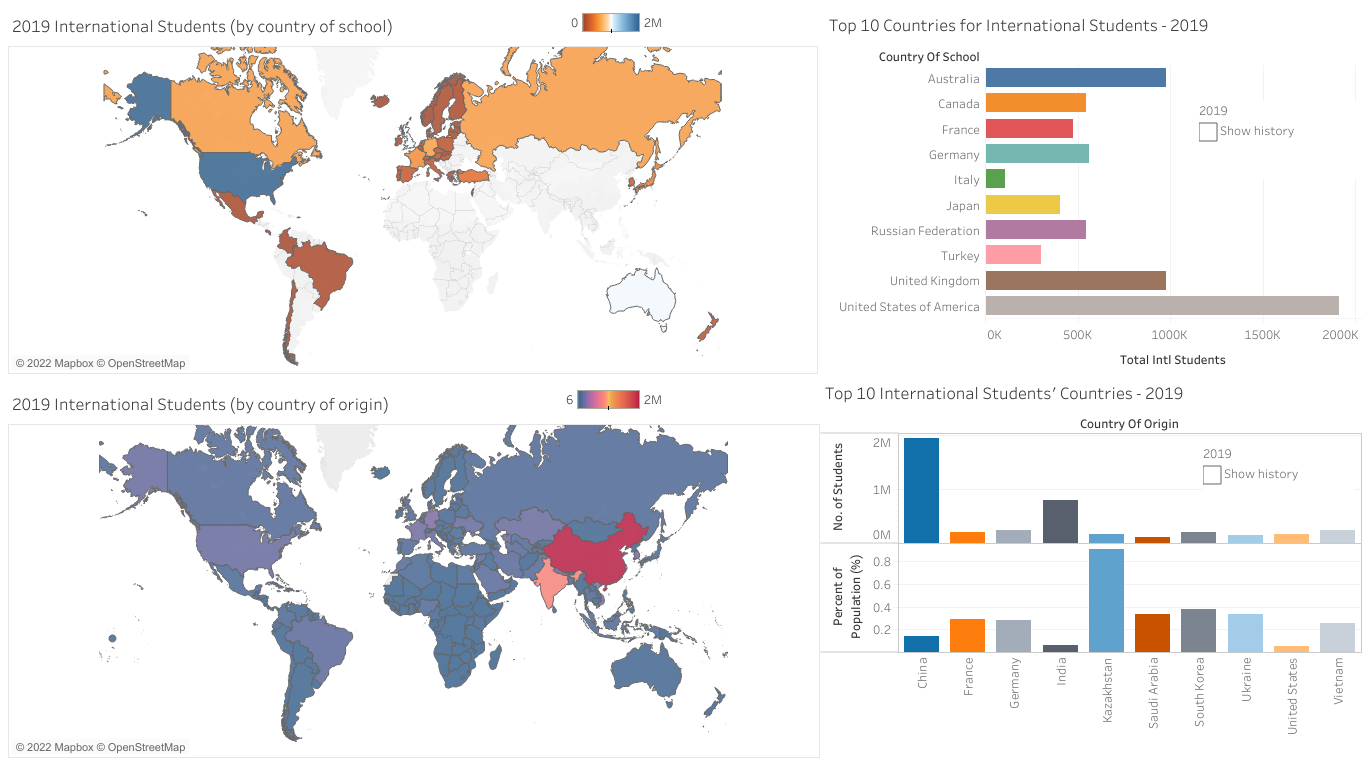 2019 International Students (by country of school)
0 2M
© 2022 Mapbox © OpenStreetMap
Top 10 Countries for International Students - 2019
Country Of School
Australia
Canada
France
Germany
Italy
Japan
Russian Federation
Turkey
United Kingdom
United States of America
0K 500K 1000K 1500K 2000K
Total Intl Students
2019
Show history
2019 International Students (by country of origin)
6 2M
© 2022 Mapbox © OpenStreetMap
Top 10 International Students’ Countries - 2019
Country Of Origin
No. of Students
2M
1M
0M
2019
Show history
Percent of
Population (%)
0.8
0.6
0.4
0.2
China
France
Germany
India
Kazakhstan
Saudi Arabia
South Korea
Ukraine
United States
Vietnam